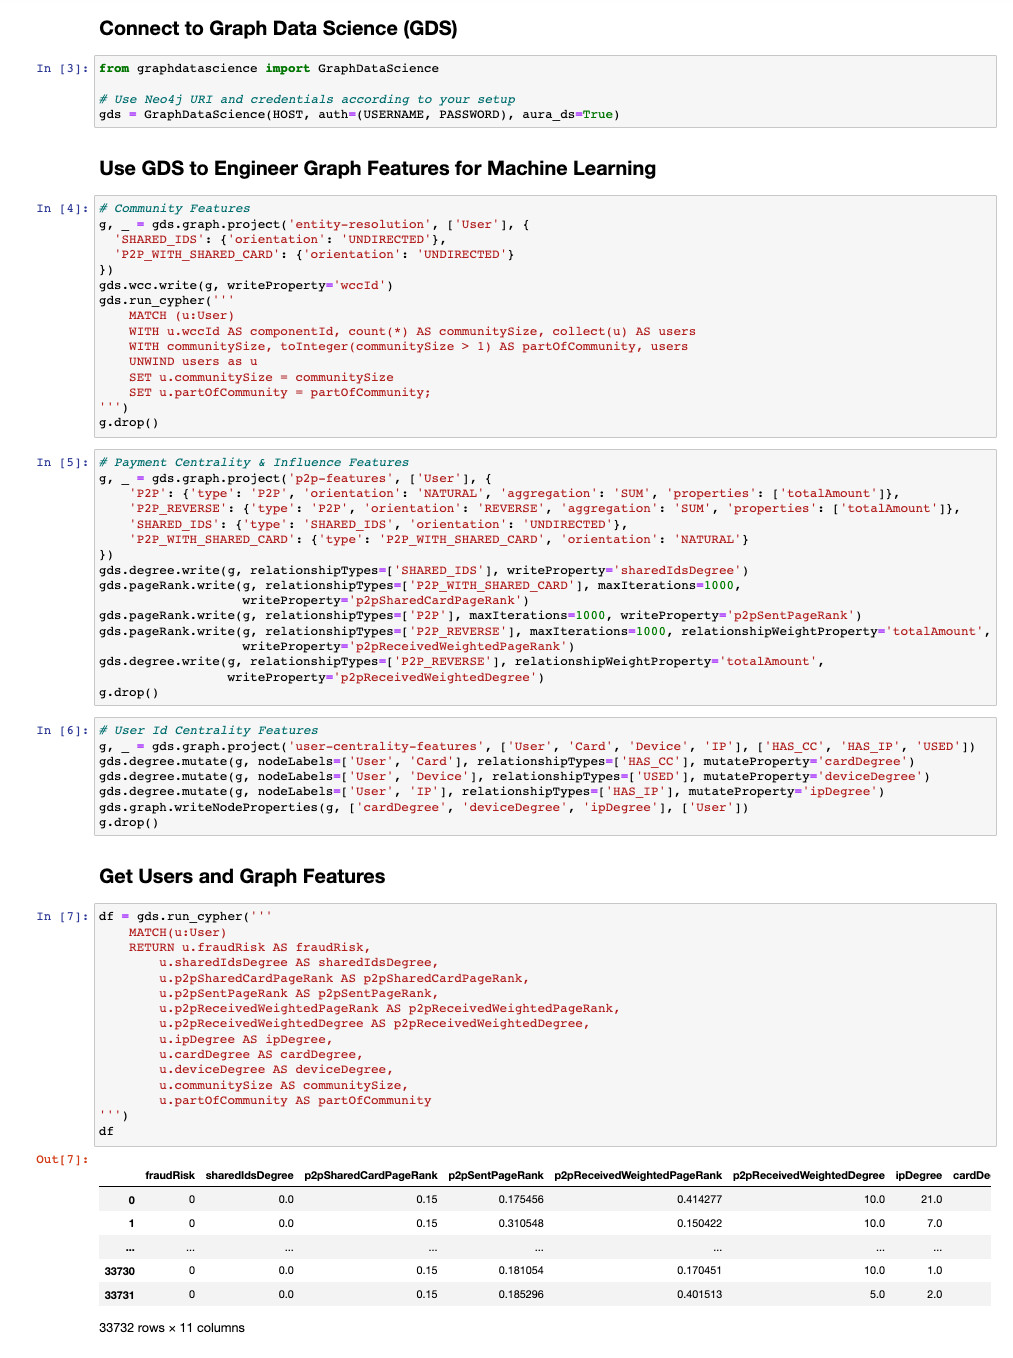 Connect to Graph Data Science (GDS)
In [3]: from graphdatascience import GraphDataScience
# Use Neo4j URI and credentials according to your setup
gds = GraphDataScience(HOST, auth=(USERNAME, PASSWORD), aura_ds=True)
Use GDS to Engineer Graph Features for Machine Learning
In [4]: # Community Features
g, _ = gds.graph.project('entity-resolution', ['User'], {
'SHARED_IDS': {'orientation': 'UNDIRECTED'},
'P2P_WITH_SHARED_CARD': {'orientation': 'UNDIRECTED'}
})
gds.wcc.write(g, writeProperty='wccId')
gds.run_cypher('''
MATCH (u:User)
WITH u.wccId AS componentId, count(*) AS communitySize, collect(u) AS users
WITH communitySize, toInteger(communitySize > 1) AS partOfCommunity, users
UNWIND users as u
SET u.communitySize = communitySize
SET u.partOfCommunity = partOfCommunity;
''')
g.drop()
In [5]: # Payment Centrality & Influence Features
g, _ = gds.graph.project('p2p-features', ['User'], {
'P2P': {'type': 'P2P', 'orientation': 'NATURAL', 'aggregation': 'SUM', 'properties': ['totalAmount']},
'P2P_REVERSE': {'type': 'P2P', 'orientation': 'REVERSE', 'aggregation': 'SUM', 'properties': ['totalAmount']},
'SHARED_IDS': {'type': 'SHARED_IDS', 'orientation': 'UNDIRECTED'},
'P2P_WITH_SHARED_CARD': {'type': 'P2P_WITH_SHARED_CARD', 'orientation': 'NATURAL'}
})
gds.degree.write(g, relationshipTypes=['SHARED_IDS'], writeProperty='sharedIdsDegree')
gds.pageRank.write(g, relationshipTypes=['P2P_WITH_SHARED_CARD'], maxIterations=1000,
writeProperty='p2pSharedCardPageRank')
gds.pageRank.write(g, relationshipTypes=['P2P'], maxIterations=1000, writeProperty='p2pSentPageRank')
gds.pageRank.write(g, relationshipTypes=['P2P_REVERSE'], maxIterations=1000, relationshipWeightProperty='totalAmount',
writeProperty='p2pReceivedWeightedPageRank')
gds.degree.write(g, relationshipTypes=['P2P_REVERSE'], relationshipWeightProperty='totalAmount',
writeProperty='p2pReceivedWeightedDegree')
g.drop()
In [6]: # User Id Centrality Features
g, _ = gds.graph.project('user-centrality-features', ['User', 'Card', 'Device', 'IP'], ['HAS_CC', 'HAS_IP', 'USED'])
gds.degree.mutate(g, nodeLabels=['User', 'Card'], relationshipTypes=['HAS_CC'], mutateProperty='cardDegree')
gds.degree.mutate(g, nodeLabels=['User', 'Device'], relationshipTypes=['USED'], mutateProperty='deviceDegree')
gds.degree.mutate(g, nodeLabels=['User', 'IP'], relationshipTypes=['HAS_IP'], mutateProperty='ipDegree')
gds.graph.writeNodeProperties(g, ['cardDegree', 'deviceDegree', 'ipDegree'], ['User'])
g.drop()
Get Users and Graph Features
In [7]: df = gds.run_cypher('''
MATCH(u:User)
RETURN u.fraudRisk AS fraudRisk,
u.sharedIdsDegree AS sharedIdsDegree,
u.p2pSharedCardPageRank AS p2pSharedCardPageRank,
u.p2pSentPageRank AS p2pSentPageRank,
u.p2pReceivedWeightedPageRank AS p2pReceivedWeightedPageRank,
u.p2pReceivedWeightedDegree AS p2pReceivedWeightedDegree,
u.ipDegree AS ipDegree,
u.cardDegree AS cardDegree,
u.deviceDegree AS deviceDegree,
u.communitySize AS communitySize,
u.partOfCommunity AS partOfCommunity
''')
df
Out[7]:
fraudRisk sharedIdsDegree p2pSharedCardPageRank p2pSentPageRank p2pReceivedWeightedPageRank p2pReceivedWeightedDegree ipDegree cardDe
0 0 0.0 0.15 0.175456 0.414277 10.0 21.0
1 0 0.0 0.15 0.310548 0.150422 10.0 7.0
... ... ... ... ... ... ... ...
33730 0 0.0 0.15 0.181054 0.170451 10.0 1.0
33731 0 0.0 0.15 0.185296 0.401513 5.0 2.0
33732 rows × 11 columns